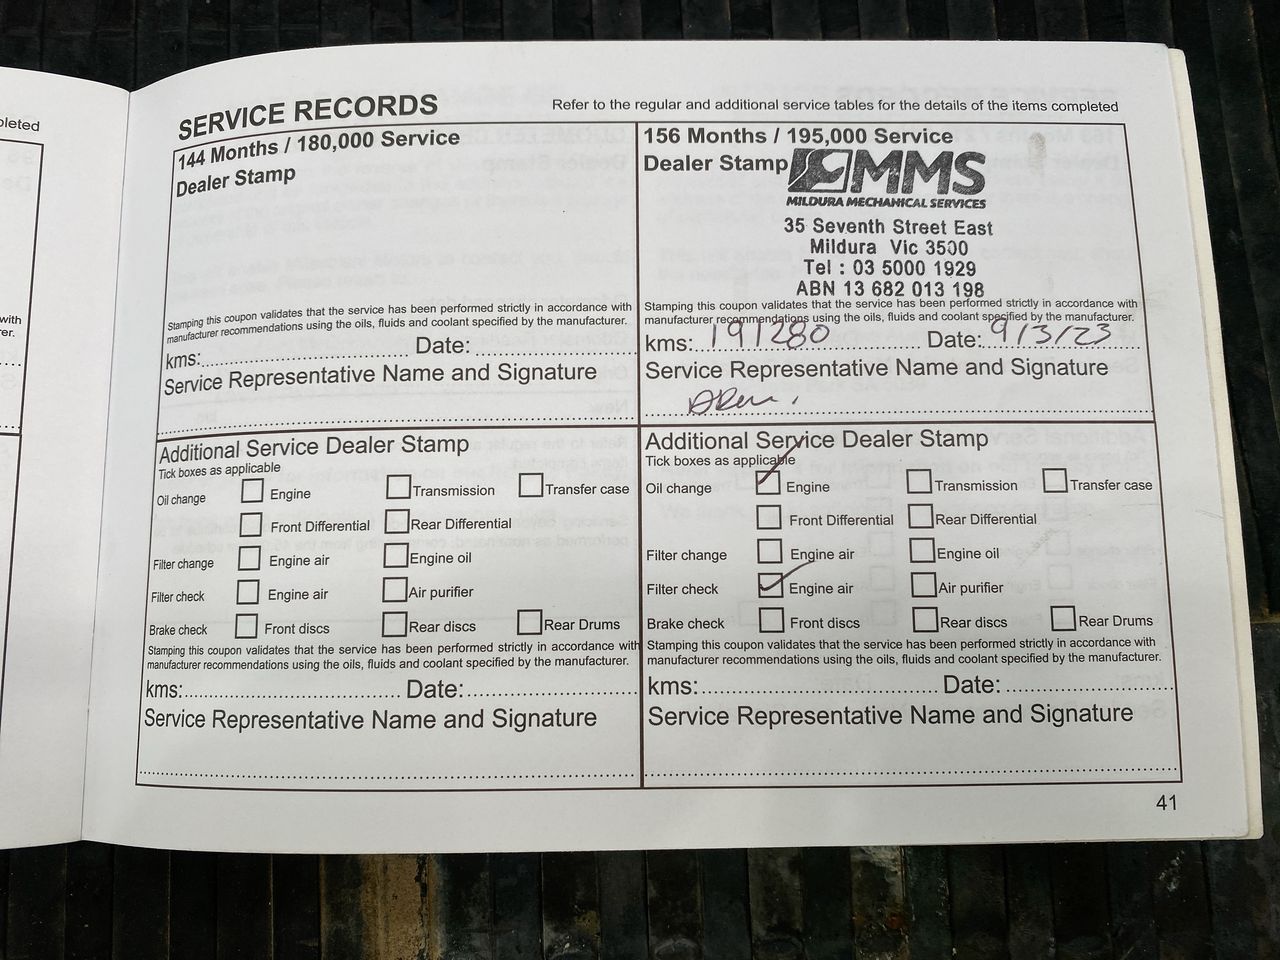 pleted
with
er.
SERVICE RECORDS
Refer to the regular and additional service tables for the details of the items completed
144 Months / 180,000 Service
Dealer Stamp
Stamping this coupon validates that the service has been performed strictly in accordance with
manufacturer recommendations using the oils, fluids and coolant specified by the manufacturer.
kms: Date:
Service Representative Name and Signature
Additional Service Dealer Stamp
Tick boxes as applicable
Oil change Engine Transmission Transfer case
Front Differential Rear Differential
Filter change Engine air Engine oil
Filter check Engine air Air purifier
Brake check Front discs Rear discs Rear Drums
Stamping this coupon validates that the service has been performed strictly in accordance with
manufacturer recommendations using the oils, fluids and coolant specified by the manufacturer.
kms: Date:
Service Representative Name and Signature
156 Months / 195,000 Service
Dealer Stamp MMS
MILDURA MECHANICAL SERVICES
35 Seventh Street East
Mildura Vic 3500
Tel : 03 5000 1929
ABN 13 682 013 198
Stamping this coupon validates that the service has been performed strictly in accordance with
manufacturer recommendations using the oils, fluids and coolant specified by the manufacturer.
kms: 191280 Date: 9/3/23
Service Representative Name and Signature
Additional Service Dealer Stamp
Tick boxes as applicable
Oil change Engine Transmission Transfer case
Front Differential Rear Differential
Filter change Engine air Engine oil
Filter check Engine air Air purifier
Brake check Front discs Rear discs Rear Drums
Stamping this coupon validates that the service has been performed strictly in accordance with
manufacturer recommendations using the oils, fluids and coolant specified by the manufacturer.
kms: Date:
Service Representative Name and Signature
41